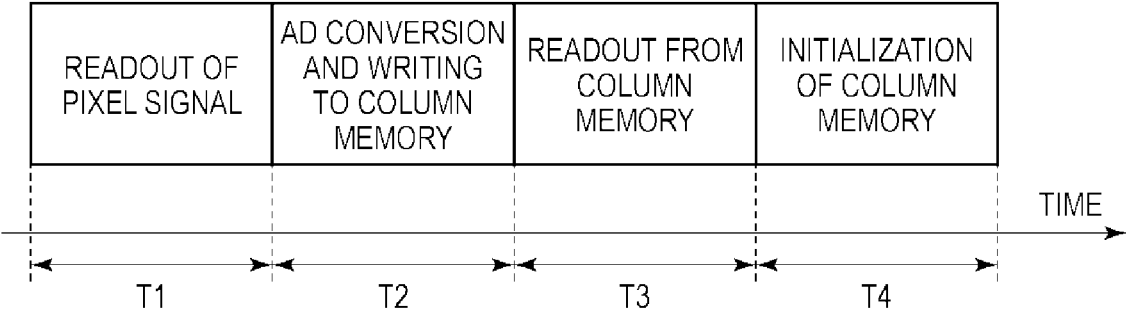 READOUT OF
PIXEL SIGNAL
AD CONVERSION
AND WRITING
TO COLUMN
MEMORY
READOUT FROM
COLUMN
MEMORY
INITIALIZATION
OF COLUMN
MEMORY
TIME
T1
T2
T3
T4